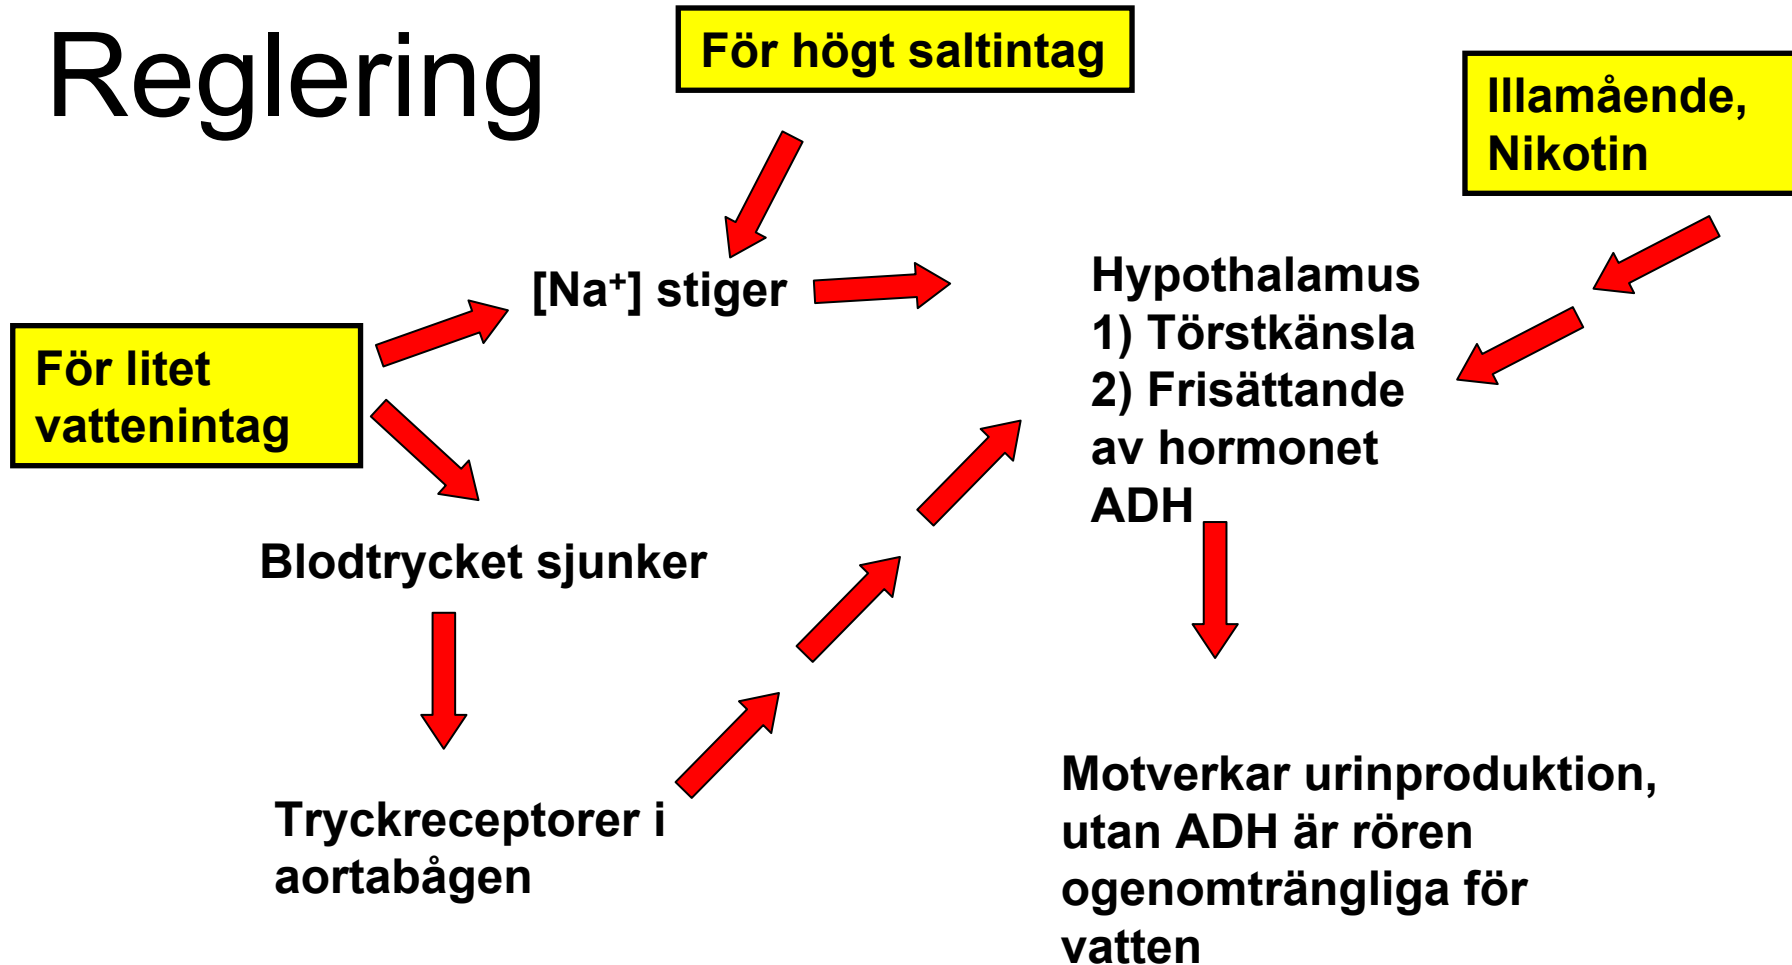 Reglering
För högt saltintag
Illamående,
Nikotin
[Na⁺] stiger
Hypothalamus
1) Törstkänsla
2) Frisättande
av hormonet
ADH
För litet
vattenintag
Blodtrycket sjunker
Tryckreceptorer i
aortabågen
Motverkar urinproduktion,
utan ADH är rören
ogenomträngliga för
vatten